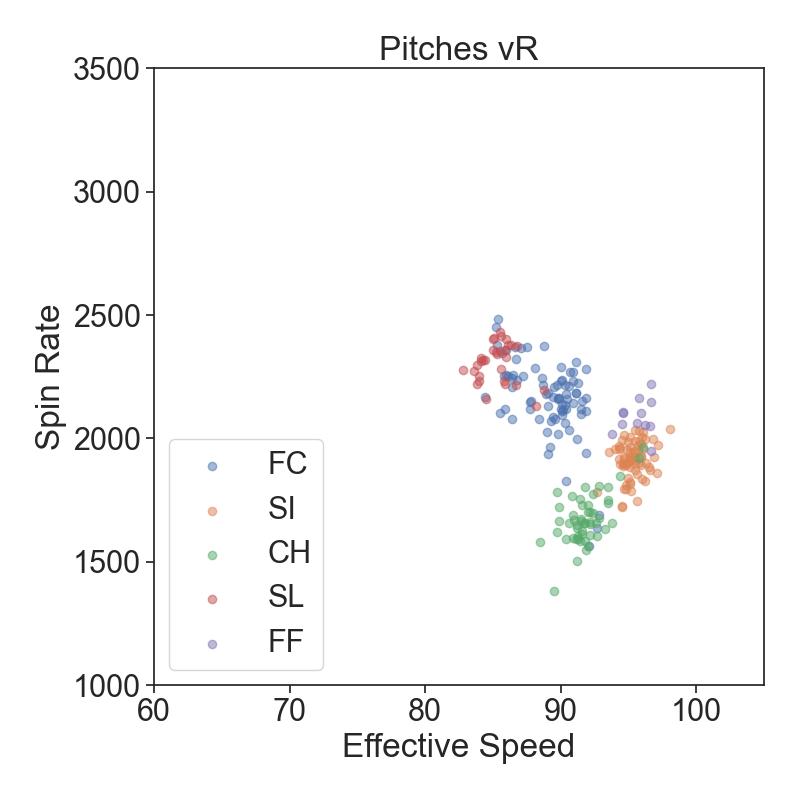 Pitches vR
3500
3000
2500
2000
1500
1000
Spin Rate
FC
SI
CH
SL
FF
60 70 80 90 100
Effective Speed